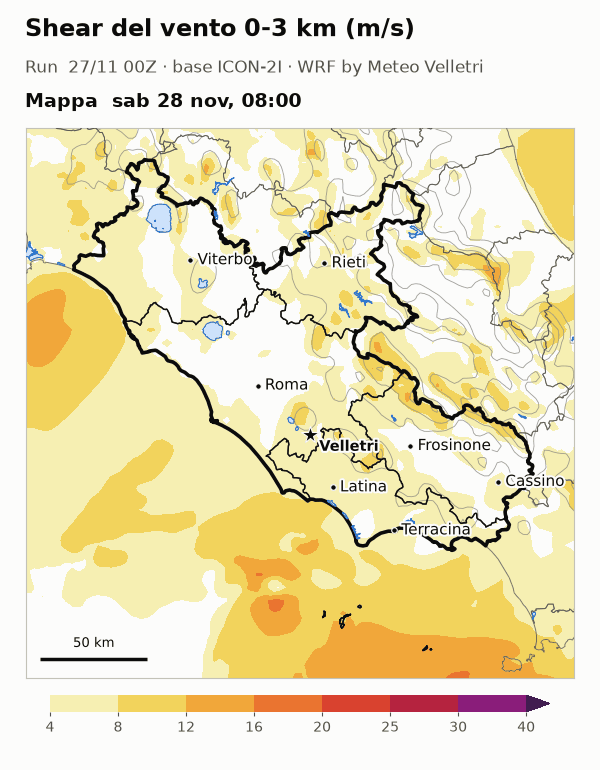 Shear del vento 0-3 km (m/s)
Run  27/11 00Z · base ICON-2I · WRF by Meteo Velletri
Mappa  sab 28 nov, 08:00
Viterbo
Rieti
Roma
Velletri
Frosinone
Cassino
Latina
Terracina
50 km
4 8 12 16 20 25 30 40